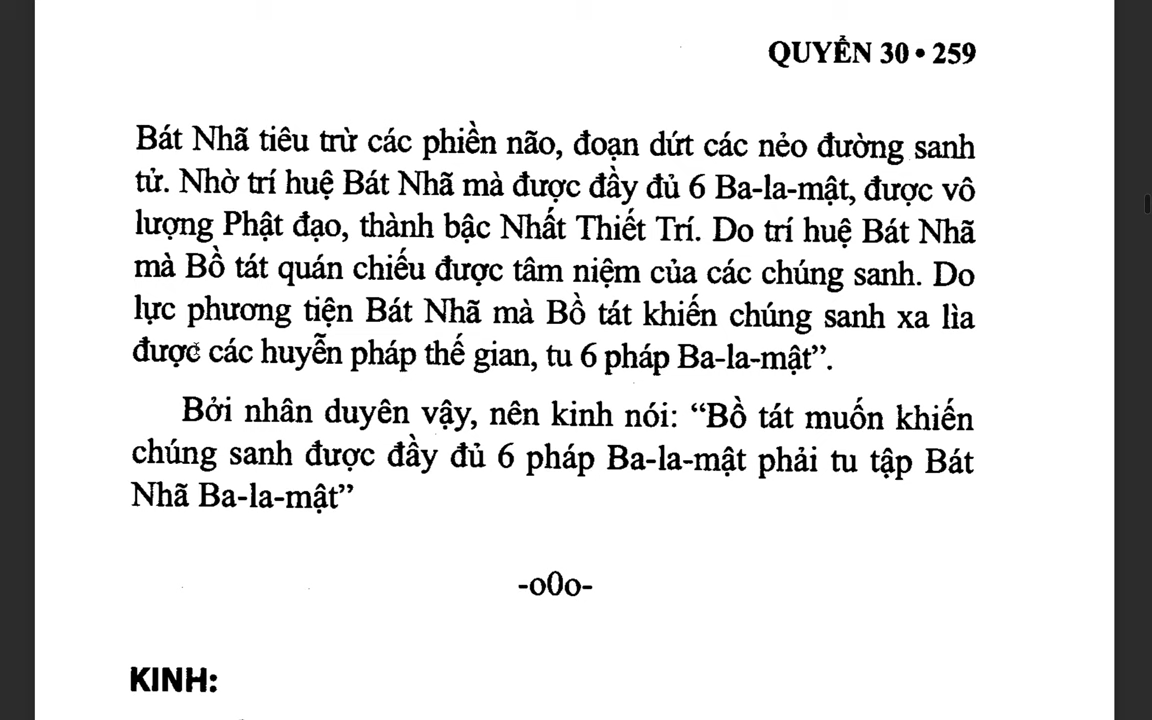 QUYỂN 30 • 259
Bát Nhã tiêu trừ các phiền não, đoạn dứt các nẻo đường sanh
tử. Nhờ trí huệ Bát Nhã mà được đầy đủ 6 Ba-la-mật, được vô
lượng Phật đạo, thành bậc Nhất Thiết Trí. Do trí huệ Bát Nhã
mà Bồ tát quán chiếu được tâm niệm của các chúng sanh. Do
lực phương tiện Bát Nhã mà Bồ tát khiến chúng sanh xa lìa
được các huyễn pháp thế gian, tu 6 pháp Ba-la-mật”.
Bởi nhân duyên vậy, nên kinh nói: “Bồ tát muốn khiến
chúng sanh được đầy đủ 6 pháp Ba-la-mật phải tu tập Bát
Nhã Ba-la-mật”
-o0o-
KINH: